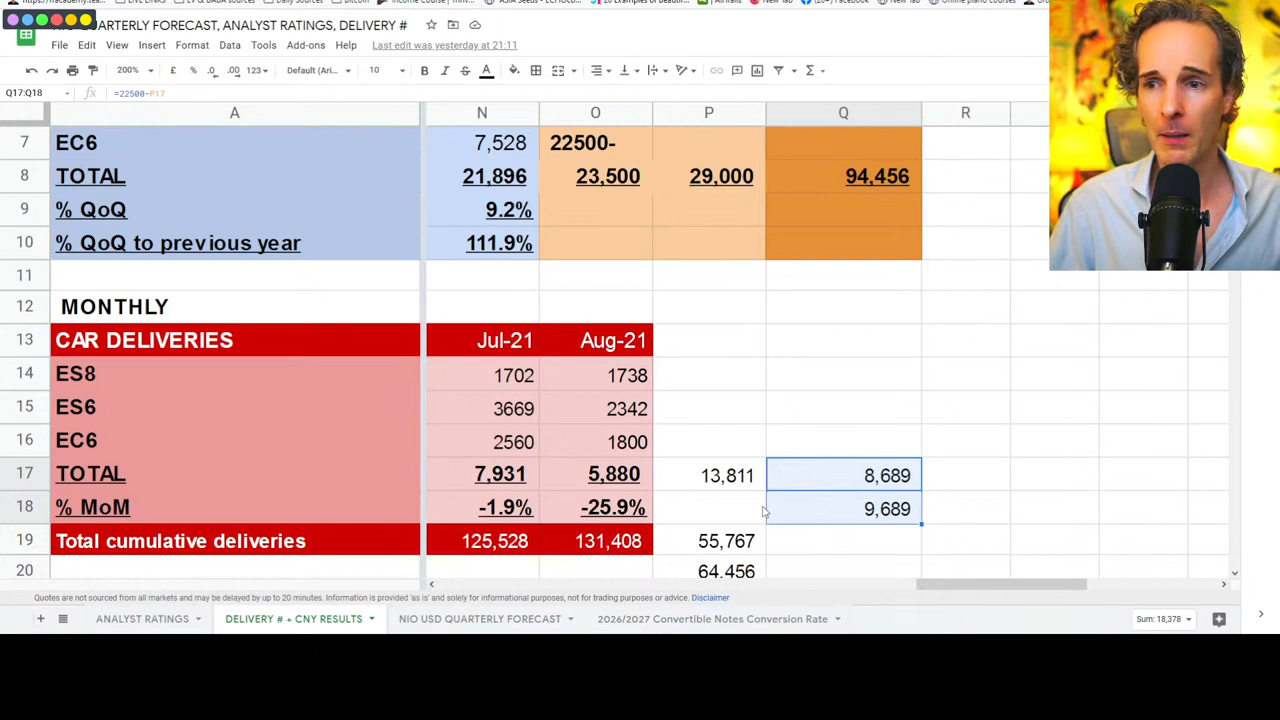 QUARTERLY FORECAST, ANALYST RATINGS, DELIVERY #
File Edit View Insert Format Data Tools Add-ons Help Last edit was yesterday at 21:11
200% £ % .0 .00 123 Default (Ari... 10 B I S A
Q17:Q18 fx =22500-P17
A N O P Q R
7 EC6 7,528 22500-
8 TOTAL 21,896 23,500 29,000 94,456
9 % QoQ 9.2%
10 % QoQ to previous year 111.9%
11
12 MONTHLY
13 CAR DELIVERIES Jul-21 Aug-21
14 ES8 1702 1738
15 ES6 3669 2342
16 EC6 2560 1800
17 TOTAL 7,931 5,880 13,811 8,689
18 % MoM -1.9% -25.9% 9,689
19 Total cumulative deliveries 125,528 131,408 55,767
20 64,456
Quotes are not sourced from all markets and may be delayed by up to 20 minutes. Information is provided 'as is' and solely for informational purposes, not for trading purposes or advice. Disclaimer
ANALYST RATINGS DELIVERY # + CNY RESULTS NIO USD QUARTERLY FORECAST 2026/2027 Convertible Notes Conversion Rate Sum: 18,378